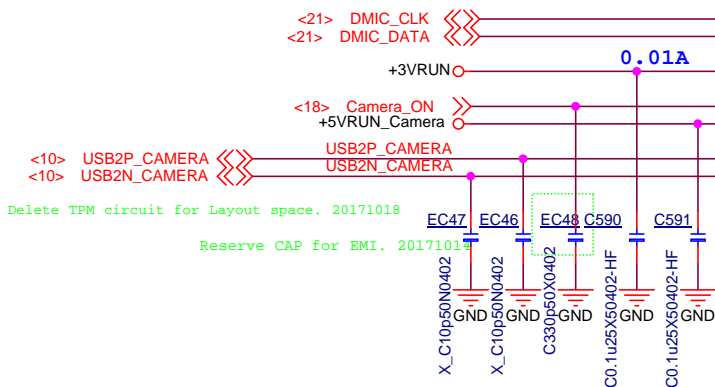 <21> DMIC_CLK
<21> DMIC_DATA
+3VRUN
0.01A
<18> Camera_ON
+5VRUN_Camera
<10> USB2P_CAMERA
USB2P_CAMERA
<10> USB2N_CAMERA
USB2N_CAMERA
Delete TPM circuit for Layout space. 20171018
EC47
EC46
EC48
C590
C591
Reserve CAP for EMI. 20171014
X_C10p50N0402
X_C10p50N0402
C330p50X0402
C0.1u25X50402-HF
C0.1u25X50402-HF
GND
GND
GND
GND
GND